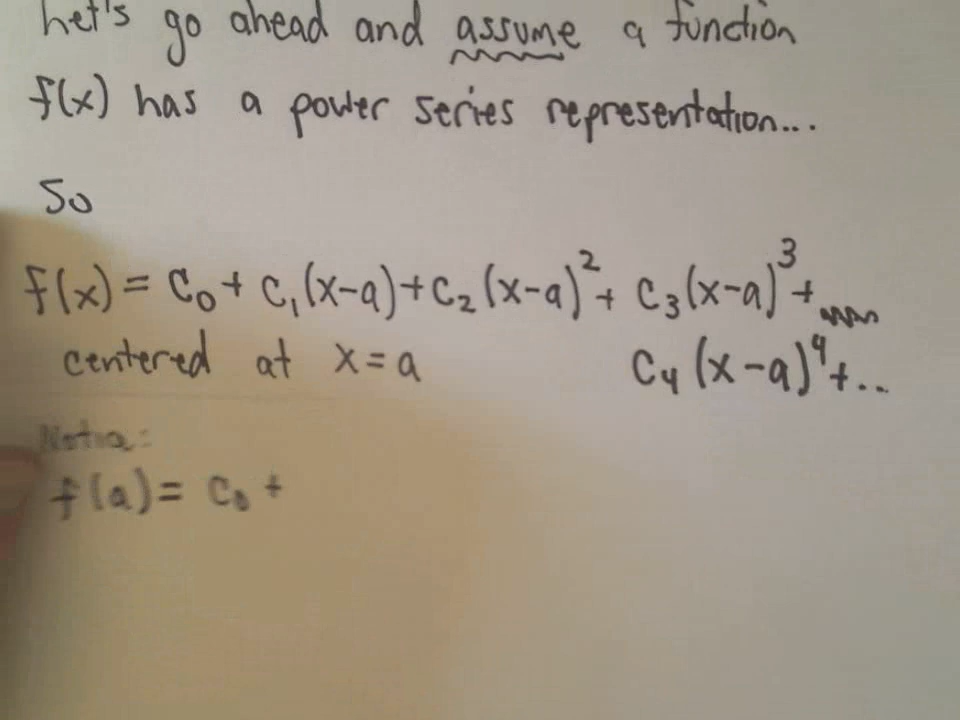 Let's go ahead and assume a function
f(x) has a power series representation...
So
f(x) = c₀ + c₁(x-a) + c₂(x-a)² + c₃(x-a)³ +
centered at x = a c₄(x-a)⁴ + ..
f(a) = c₀ +